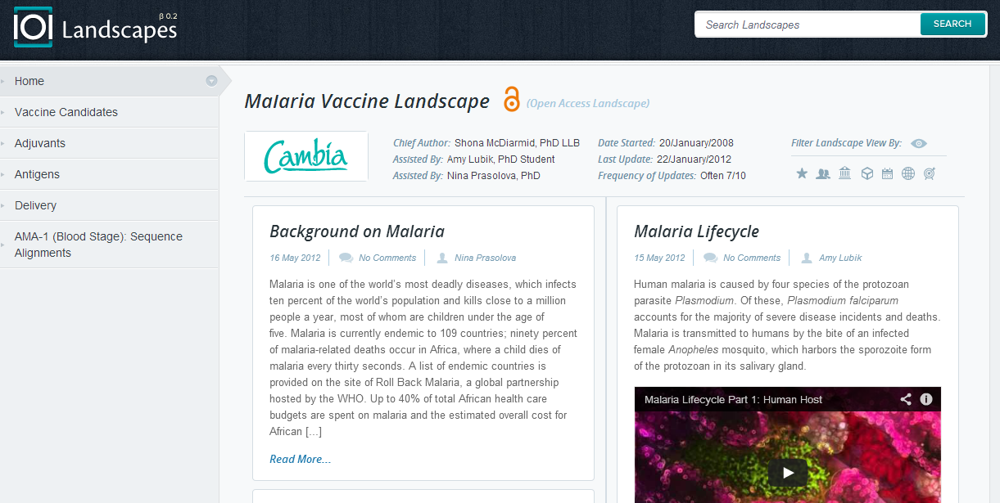 β 0.2
Landscapes
Search Landscapes
SEARCH
Home
Vaccine Candidates
Adjuvants
Antigens
Delivery
AMA-1 (Blood Stage): Sequence
Alignments
Malaria Vaccine Landscape
(Open Access Landscape)
Cambia
Chief Author: Shona McDiarmid, PhD LLB
Assisted By: Amy Lubik, PhD Student
Assisted By: Nina Prasolova, PhD
Date Started: 20/January/2008
Last Update: 22/January/2012
Frequency of Updates: Often 7/10
Filter Landscape View By:
Background on Malaria
16 May 2012 No Comments Nina Prasolova
Malaria is one of the world's most deadly diseases, which infects
ten percent of the world's population and kills close to a million
people a year, most of whom are children under the age of
five. Malaria is currently endemic to 109 countries; ninety percent
of malaria-related deaths occur in Africa, where a child dies of
malaria every thirty seconds. A list of endemic countries is
provided on the site of Roll Back Malaria, a global partnership
hosted by the WHO. Up to 40% of total African health care
budgets are spent on malaria and the estimated overall cost for
African [...]
Read More...
Malaria Lifecycle
15 May 2012 No Comments Amy Lubik
Human malaria is caused by four species of the protozoan
parasite Plasmodium. Of these, Plasmodium falciparum
accounts for the majority of severe disease incidents and deaths.
Malaria is transmitted to humans by the bite of an infected
female Anopheles mosquito, which harbors the sporozoite form
of the protozoan in its salivary gland.
Malaria Lifecycle Part 1: Human Host